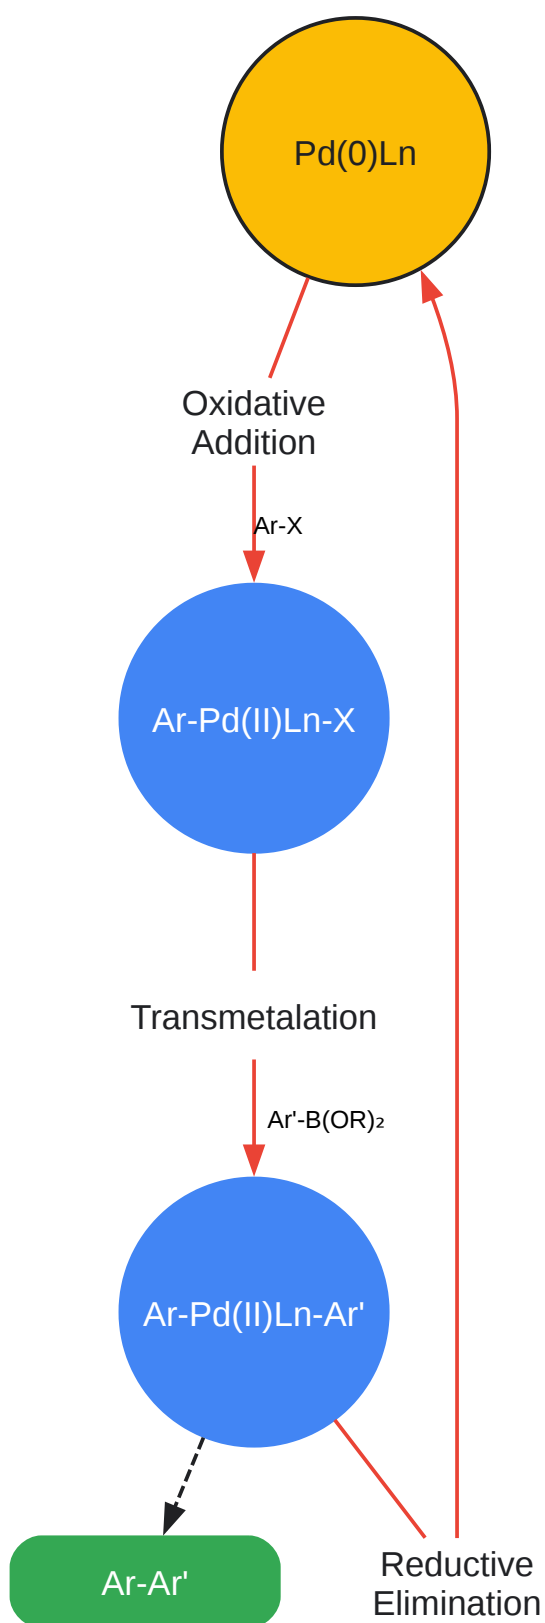 Pd(0)Ln
Oxidative
Addition
Ar-X
Ar-Pd(II)Ln-X
Transmetalation
Ar'-B(OR)₂
Ar-Pd(II)Ln-Ar'
Ar-Ar'
Reductive
Elimination